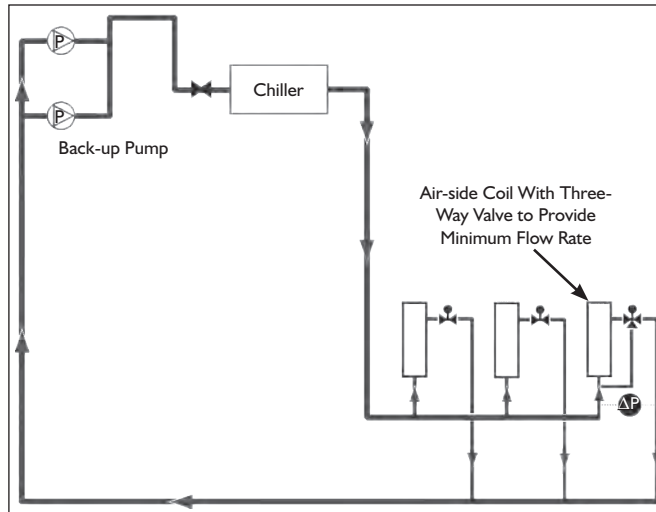 P
P
Back-up Pump
Chiller
Air-side Coil With Three-
Way Valve to Provide
Minimum Flow Rate
ΔP